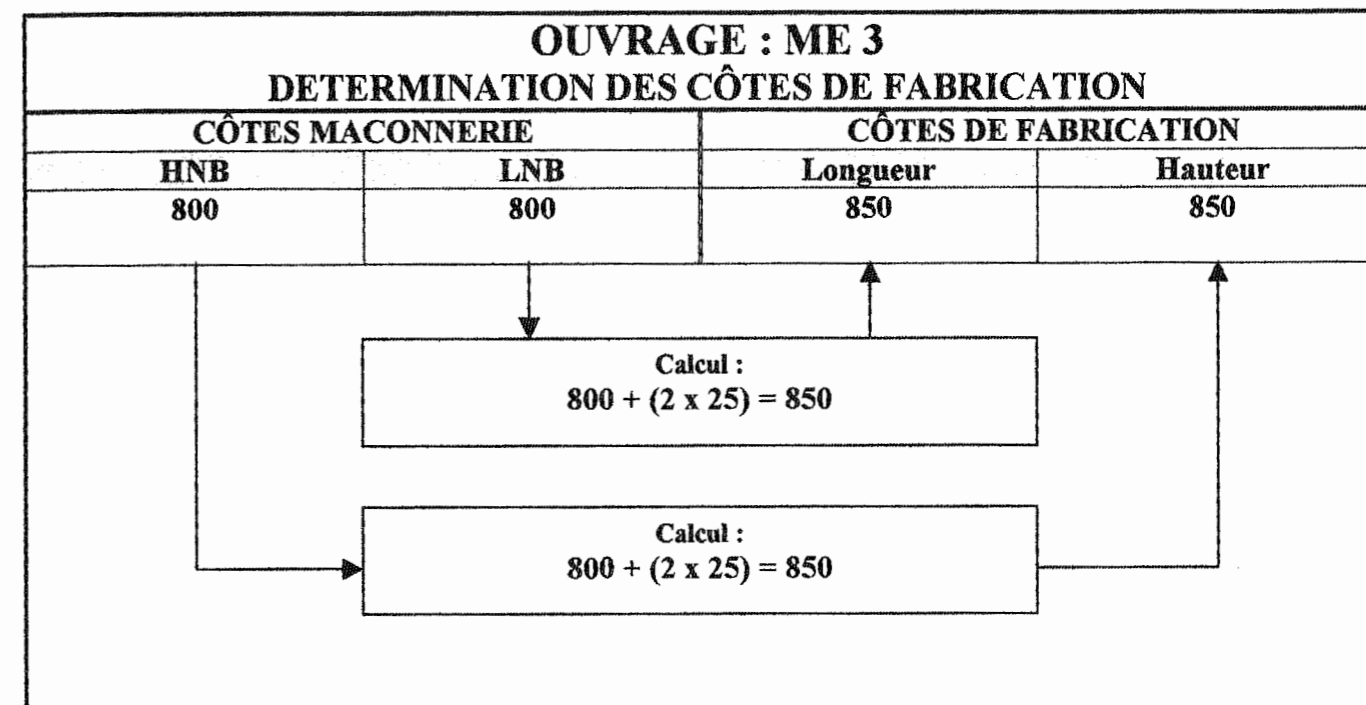 OUVRAGE : ME 3
DETERMINATION DES CÔTES DE FABRICATION
CÔTES MACONNERIE CÔTES DE FABRICATION
HNB LNB Longueur Hauteur
800 800 850 850
Calcul :
800 + (2 x 25) = 850
Calcul :
800 + (2 x 25) = 850